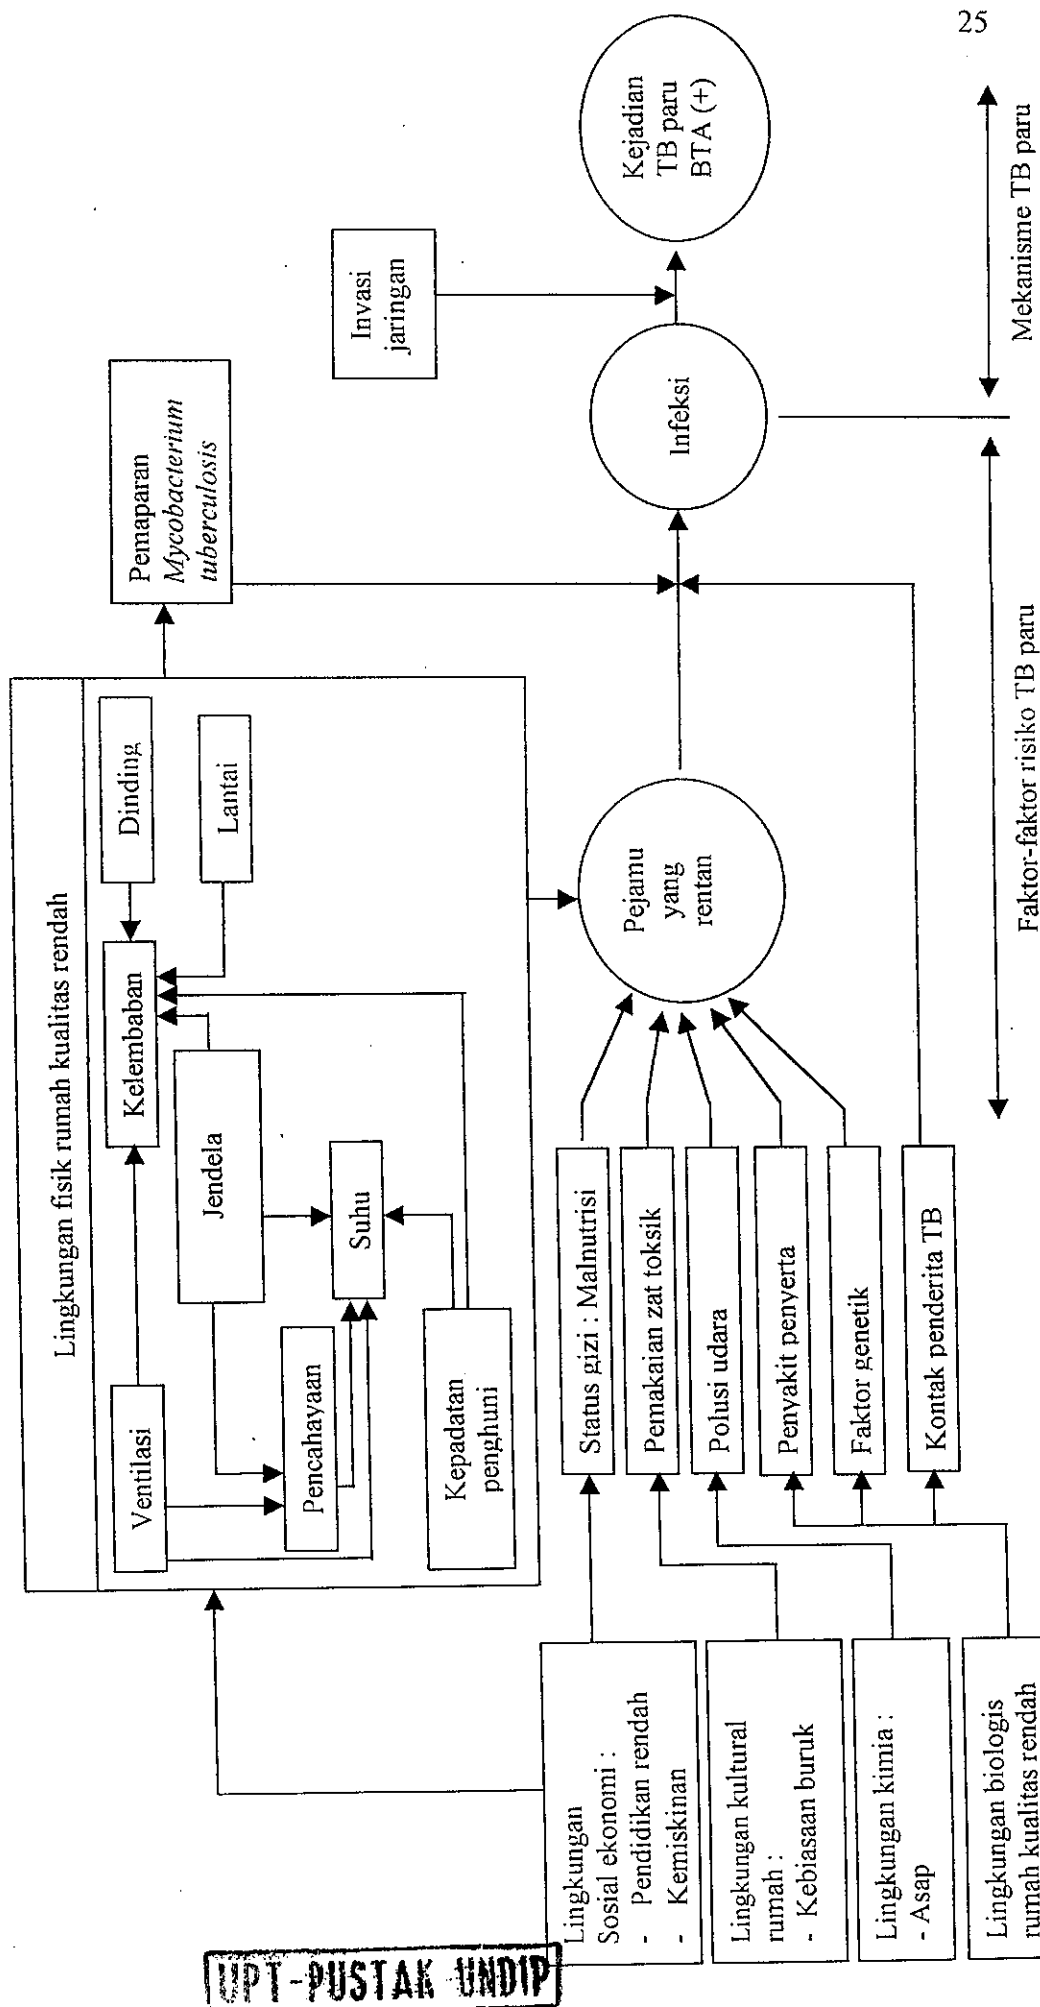 25
Lingkungan fisik rumah kualitas rendah
Ventilasi
Kelembaban
Dinding
Lantai
Jendela
Pencahayaan
Suhu
Kepadatan
penghuni
Pemaparan
Mycobacterium
tuberculosis
Invasi
jaringan
Lingkungan
Sosial ekonomi :
- Pendidikan rendah
- Kemiskinan
Lingkungan kultural
rumah :
- Kebiasaan buruk
Lingkungan kimia :
- Asap
Lingkungan biologis
rumah kualitas rendah
Status gizi : Malnutrisi
Pemakaian zat toksik
Polusi udara
Penyakit penyerta
Faktor genetik
Kontak penderita TB
Pejamu
yang
rentan
Infeksi
Kejadian
TB paru
BTA (+)
Faktor-faktor risiko TB paru
Mekanisme TB paru
UPT-PUSTAK UNDIP